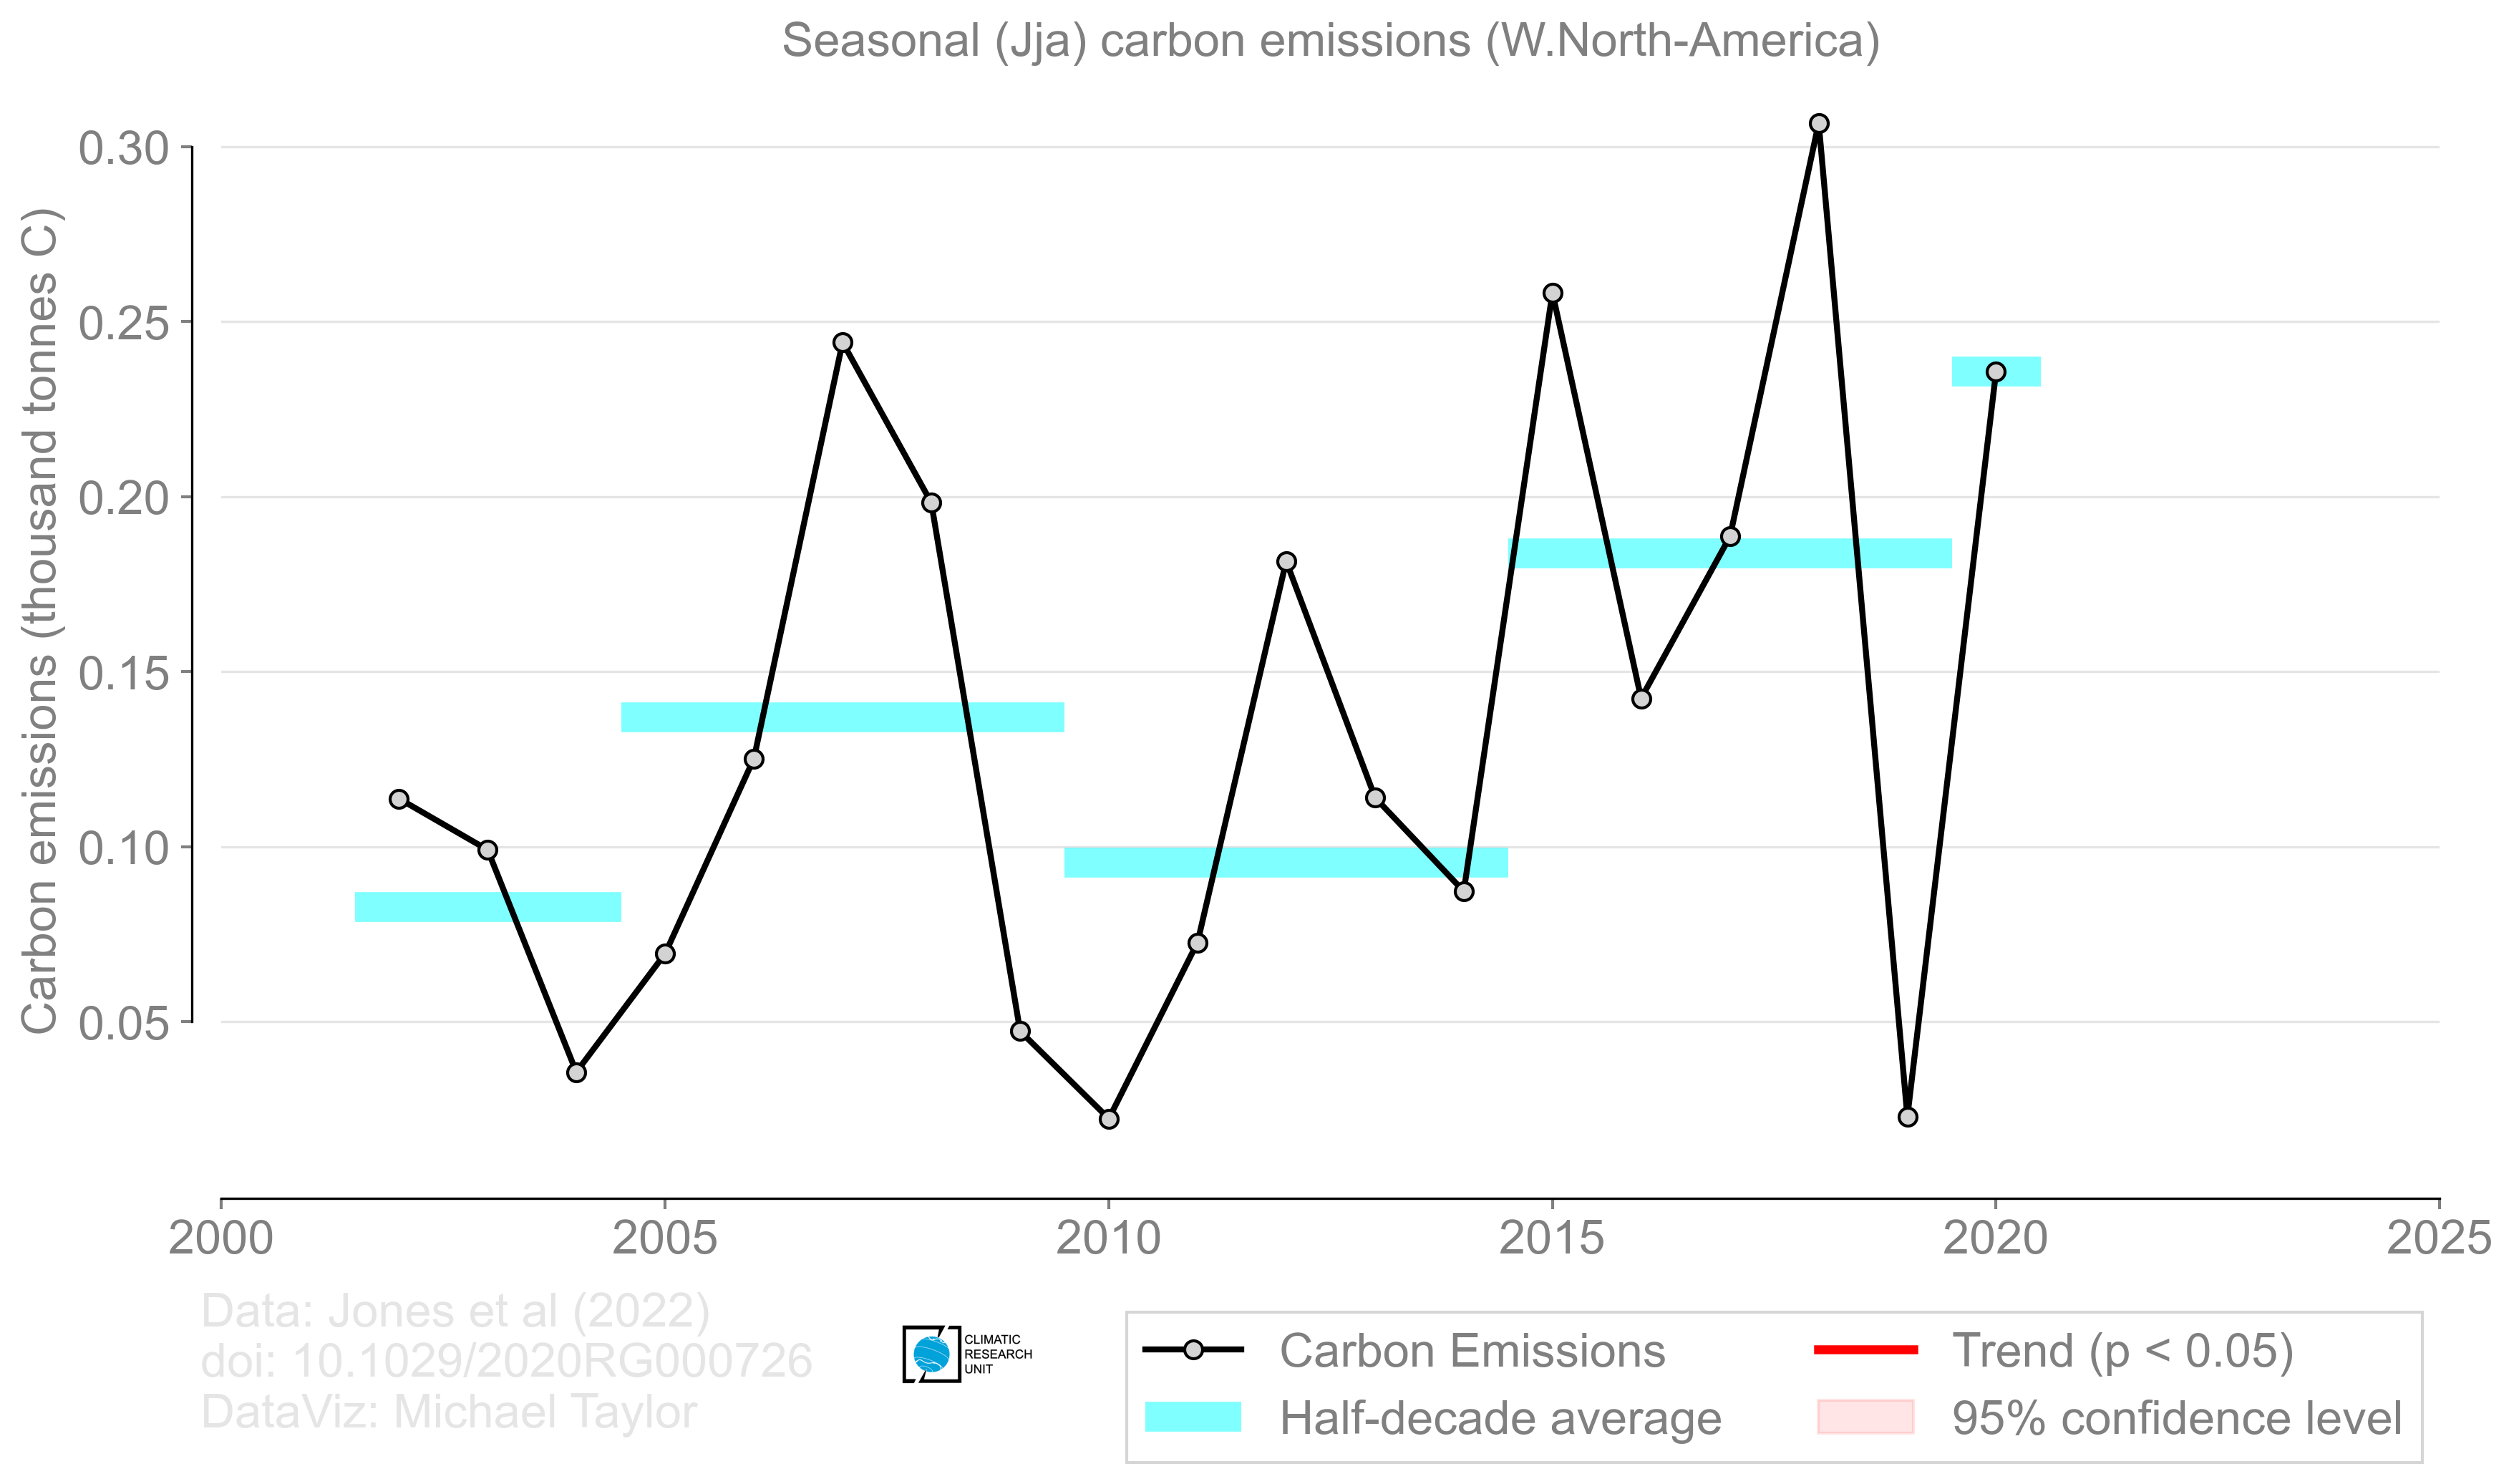 Seasonal (Jja) carbon emissions (W.North-America)
Carbon emissions (thousand tonnes C)
0.30
0.25
0.20
0.15
0.10
0.05
2000 2005 2010 2015 2020 2025
Data: Jones et al (2022)
doi: 10.1029/2020RG000726
DataViz: Michael Taylor
CLIMATIC
RESEARCH
UNIT
Carbon Emissions
Half-decade average
Trend (p < 0.05)
95% confidence level